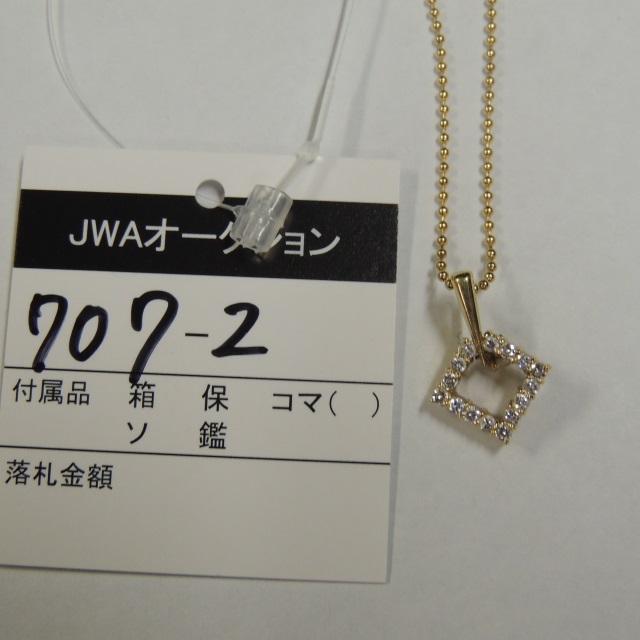 JWAオークション
707-2
付属品 箱 保 コマ( )
ソ 鑑
落札金額